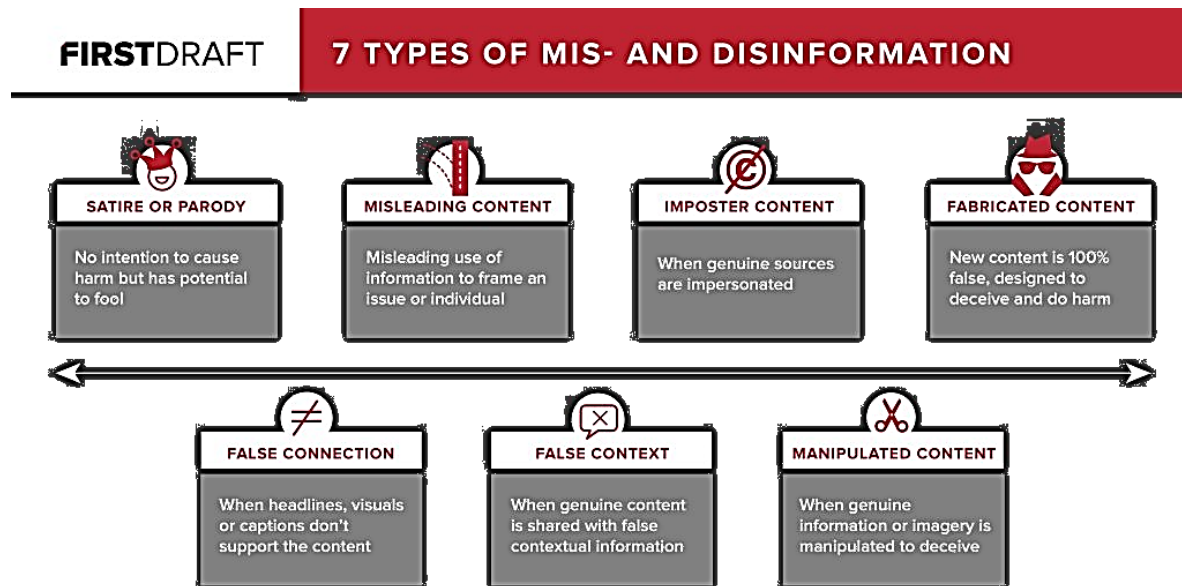 FIRSTDRAFT
7 TYPES OF MIS- AND DISINFORMATION
SATIRE OR PARODY
No intention to cause
harm but has potential
to fool
MISLEADING CONTENT
Misleading use of
information to frame an
issue or individual
IMPOSTER CONTENT
When genuine sources
are impersonated
FABRICATED CONTENT
New content is 100%
false, designed to
deceive and do harm
FALSE CONNECTION
When headlines, visuals
or captions don't
support the content
FALSE CONTEXT
When genuine content
is shared with false
contextual information
MANIPULATED CONTENT
When genuine
information or imagery is
manipulated to deceive